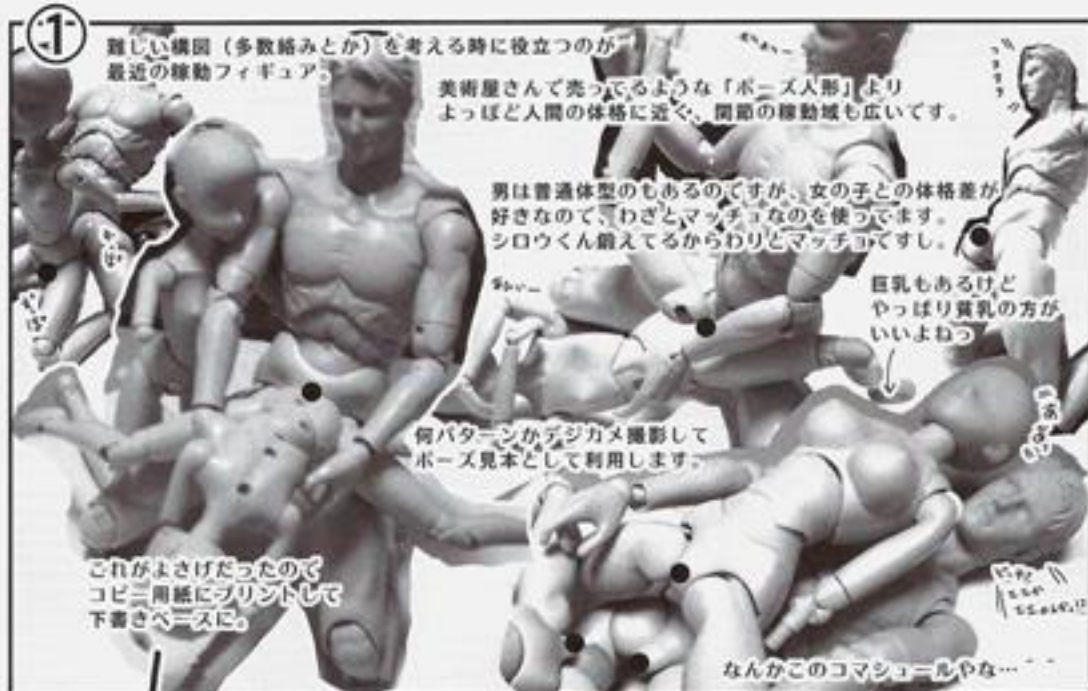 ①
難しい構図（多数絡みとか）を考える時に役立つのが
最近の稼動フィギュア。
美術屋さんで売ってるような「ポーズ人形」より
よっぽど人間の体格に近く、関節の稼動域も広いです。
男は普通体型のもあるのですが、女の子との体格差が
好きなので、わざとマッチョなのを使ってます。
シロウくん鍛えてるからわりとマッチョですし。
巨乳もあるけど
やっぱり貧乳の方が
いいよねっ
何パターンかデジカメ撮影して
ポーズ見本として利用します。
これがよさげだったので
コピー用紙にプリントして
下書きベースに。
なんかこのコマシュールやな…